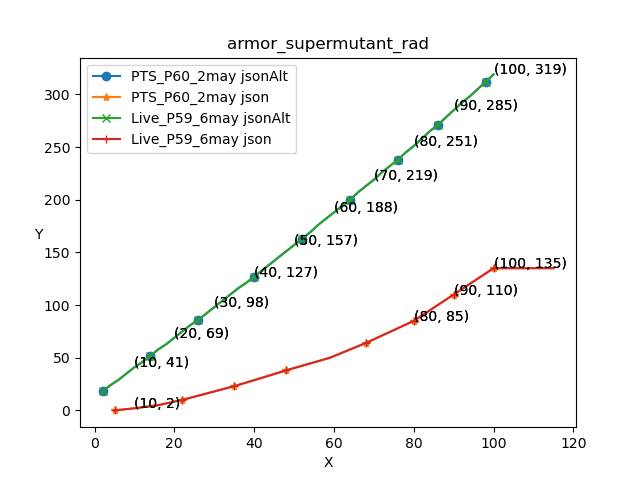 armor_supermutant_rad
PTS_P60_2may jsonAlt
PTS_P60_2may json
Live_P59_6may jsonAlt
Live_P59_6may json
(100, 319)
(90, 285)
(80, 251)
(70, 219)
(60, 188)
(50, 157)
(40, 127)
(30, 98)
(20, 69)
(10, 41)
(10, 2)
(80, 85)
(90, 110)
(100, 135)
Y
300
250
200
150
100
50
0
0 20 40 60 80 100 120
X